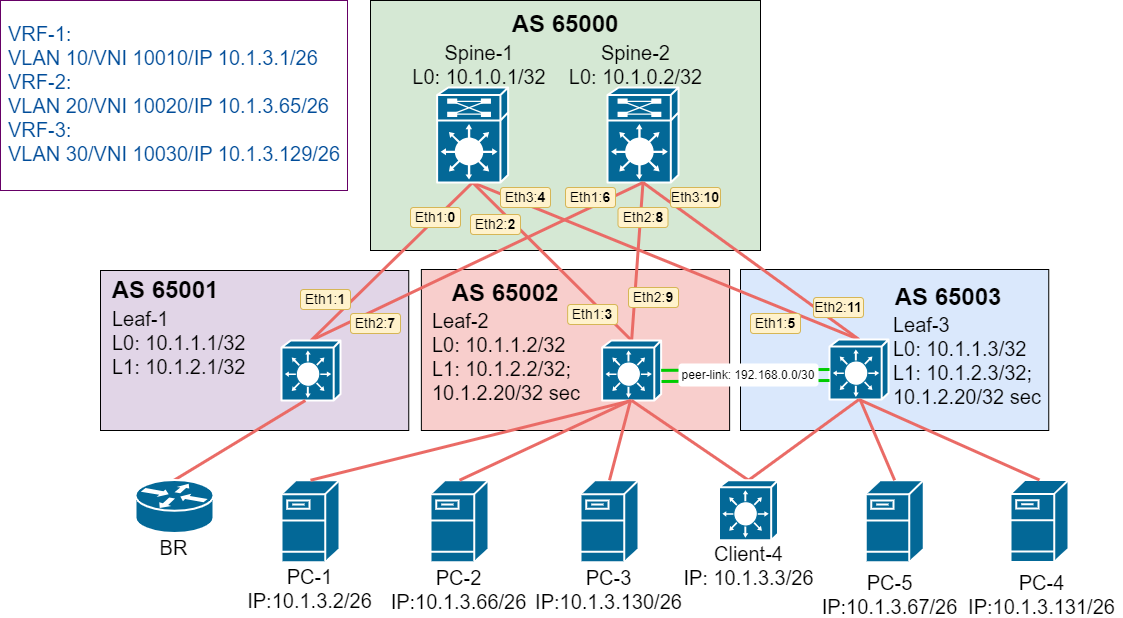 VRF-1:
VLAN 10/VNI 10010/IP 10.1.3.1/26
VRF-2:
VLAN 20/VNI 10020/IP 10.1.3.65/26
VRF-3:
VLAN 30/VNI 10030/IP 10.1.3.129/26
AS 65000
Spine-1
L0: 10.1.0.1/32
Spine-2
L0: 10.1.0.2/32
Eth1:0
Eth2:2
Eth3:4
Eth1:6
Eth2:8
Eth3:10
AS 65001
Leaf-1
L0: 10.1.1.1/32
L1: 10.1.2.1/32
Eth1:1
Eth2:7
AS 65002
Leaf-2
L0: 10.1.1.2/32
L1: 10.1.2.2/32;
10.1.2.20/32 sec
Eth1:3
Eth2:9
peer-link: 192.168.0.0/30
AS 65003
Leaf-3
L0: 10.1.1.3/32
L1: 10.1.2.3/32;
10.1.2.20/32 sec
Eth1:5
Eth2:11
BR
PC-1
IP:10.1.3.2/26
PC-2
IP:10.1.3.66/26
PC-3
IP:10.1.3.130/26
Client-4
IP: 10.1.3.3/26
PC-5
IP:10.1.3.67/26
PC-4
IP:10.1.3.131/26